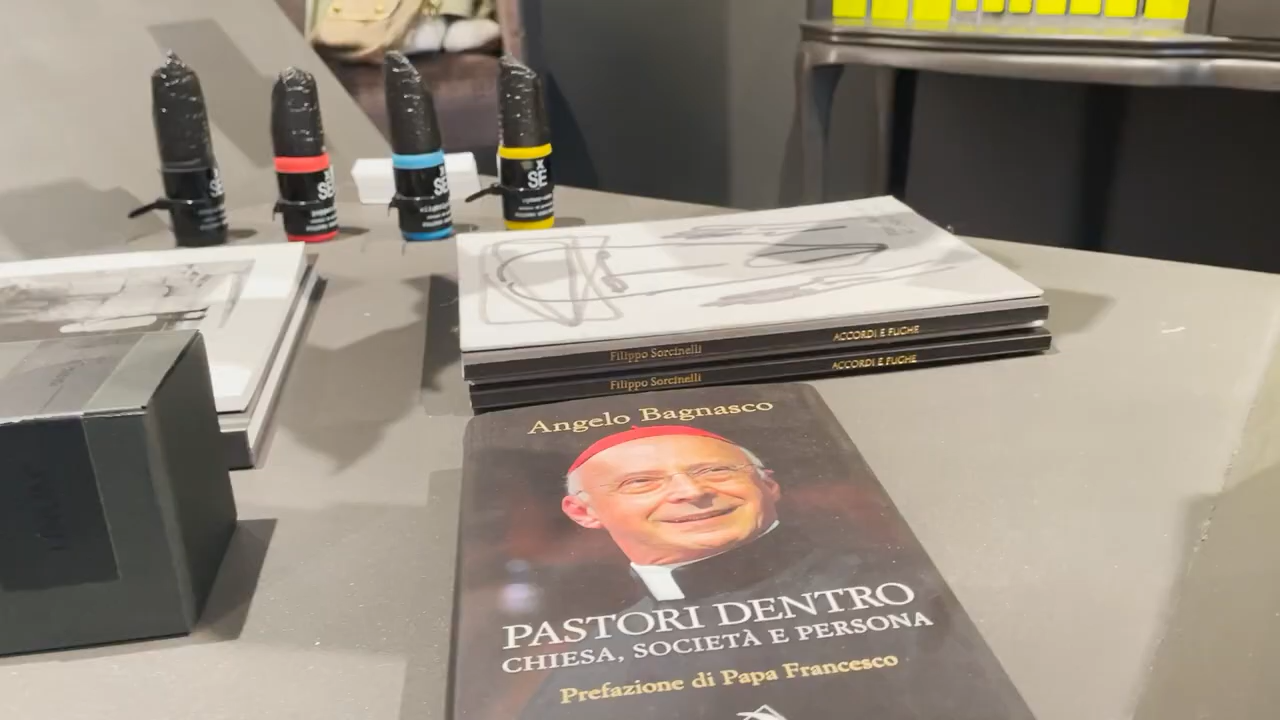 SE
SE
SE
SE
Filippo Sorcinelli ACCORDI E FUGHE
Filippo Sorcinelli ACCORDI E FUGHE
Angelo Bagnasco
PASTORI DENTRO
CHIESA, SOCIETÀ E PERSONA
Prefazione di Papa Francesco